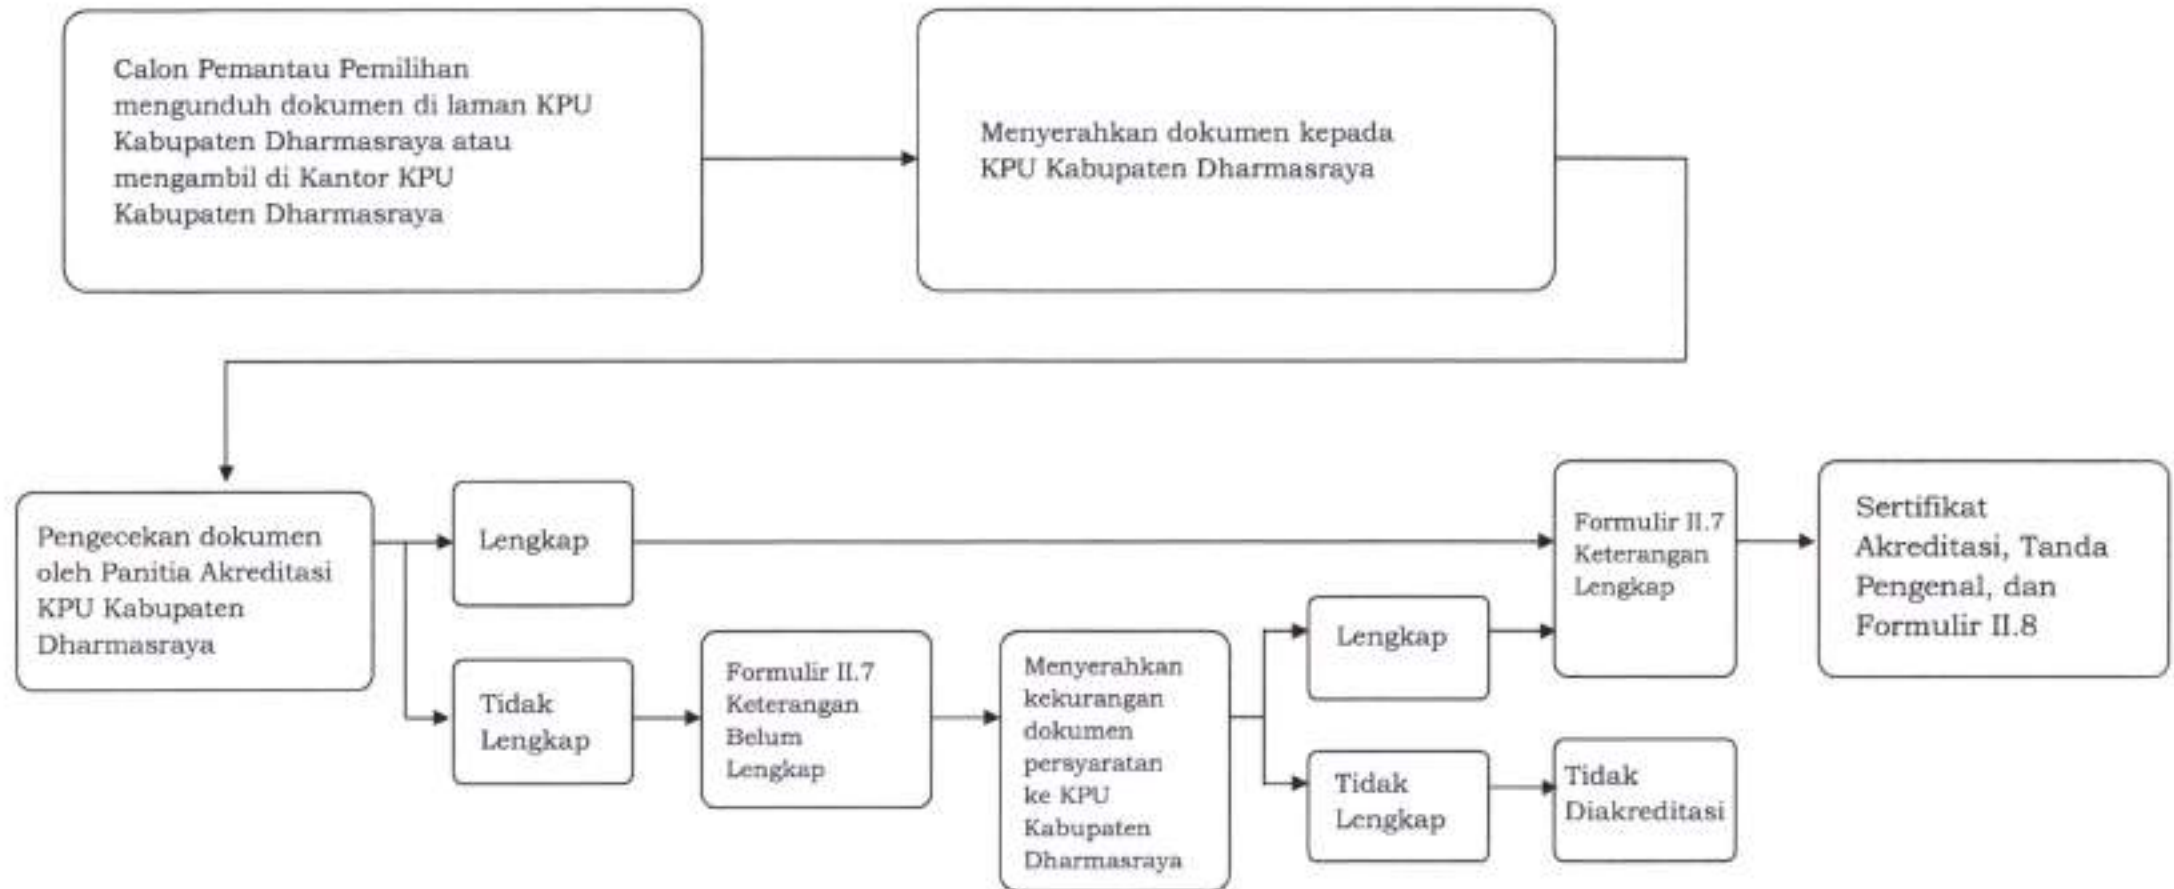 Calon Pemantau Pemilihan
mengunduh dokumen di laman KPU
Kabupaten Dharmasraya atau
mengambil di Kantor KPU
Kabupaten Dharmasraya
Menyerahkan dokumen kepada
KPU Kabupaten Dharmasraya
Pengecekan dokumen
oleh Panitia Akreditasi
KPU Kabupaten
Dharmasraya
Lengkap
Tidak
Lengkap
Formulir II.7
Keterangan
Belum
Lengkap
Menyerahkan
kekurangan
dokumen
persyaratan
ke KPU
Kabupaten
Dharmasraya
Lengkap
Tidak
Lengkap
Formulir II.7
Keterangan
Lengkap
Tidak
Diakreditasi
Sertifikat
Akreditasi, Tanda
Pengenal, dan
Formulir II.8